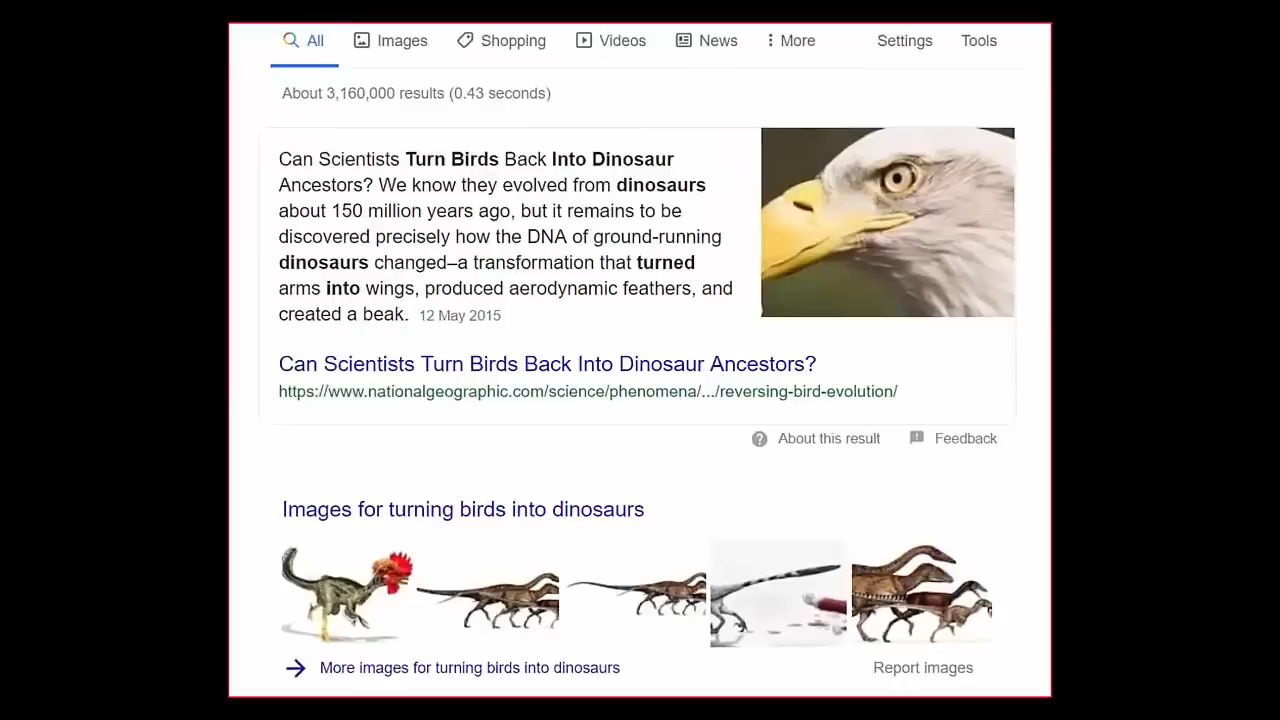 All Images Shopping Videos News More Settings Tools
About 3,160,000 results (0.43 seconds)
Can Scientists Turn Birds Back Into Dinosaur
Ancestors? We know they evolved from dinosaurs
about 150 million years ago, but it remains to be
discovered precisely how the DNA of ground-running
dinosaurs changed–a transformation that turned
arms into wings, produced aerodynamic feathers, and
created a beak. 12 May 2015
Can Scientists Turn Birds Back Into Dinosaur Ancestors?
https://www.nationalgeographic.com/science/phenomena/.../reversing-bird-evolution/
About this result Feedback
Images for turning birds into dinosaurs
More images for turning birds into dinosaurs Report images